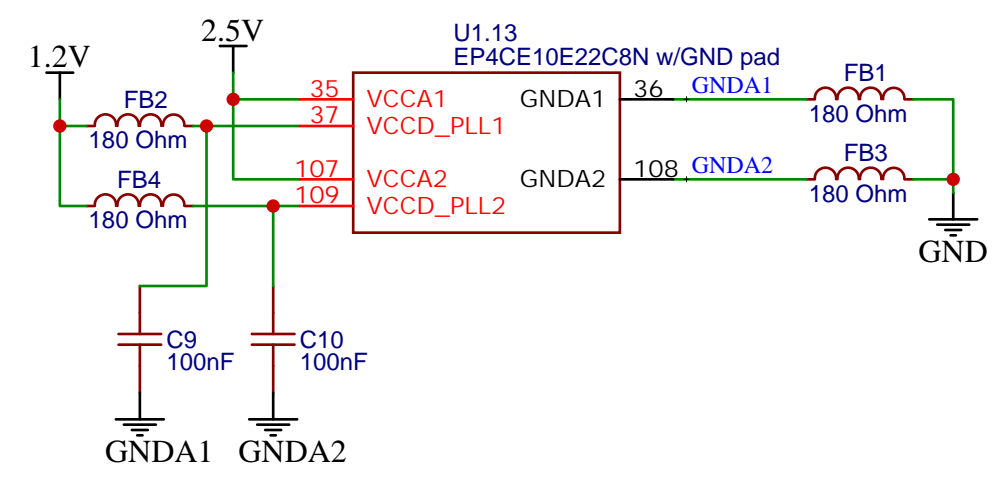 2.5V
1.2V
U1.13
EP4CE10E22C8N w/GND pad
FB2
180 Ohm
FB4
180 Ohm
35 VCCA1
37 VCCD_PLL1
107 VCCA2
109 VCCD_PLL2
GNDA1 36 GNDA1
GNDA2 108 GNDA2
FB1
180 Ohm
FB3
180 Ohm
GND
C9
100nF
C10
100nF
GNDA1
GNDA2